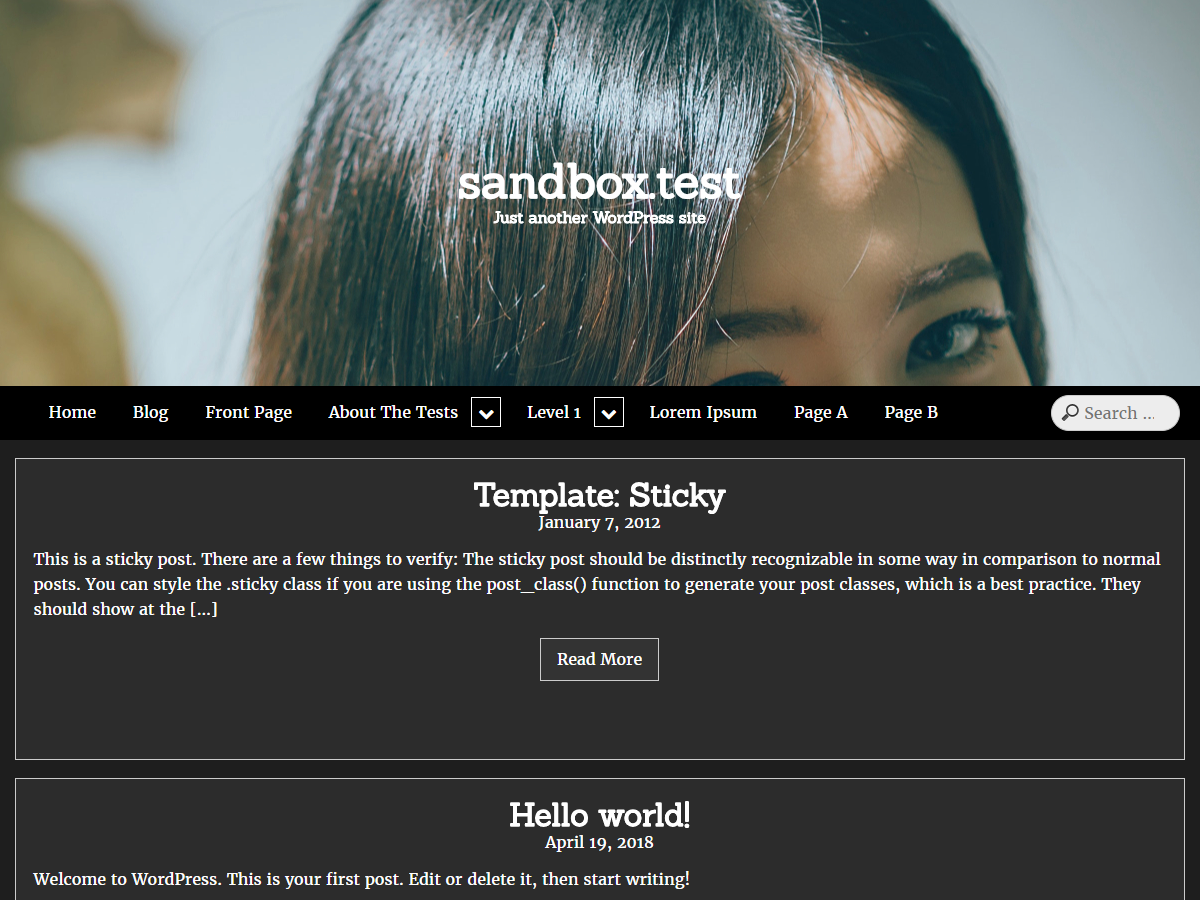 sandbox.test
Just another WordPress site
Home Blog Front Page About The Tests Level 1 Lorem Ipsum Page A Page B Search ...
Template: Sticky
January 7, 2012
This is a sticky post. There are a few things to verify: The sticky post should be distinctly recognizable in some way in comparison to normal
posts. You can style the .sticky class if you are using the post_class() function to generate your post classes, which is a best practice. They
should show at the [...]
Read More
Hello world!
April 19, 2018
Welcome to WordPress. This is your first post. Edit or delete it, then start writing!